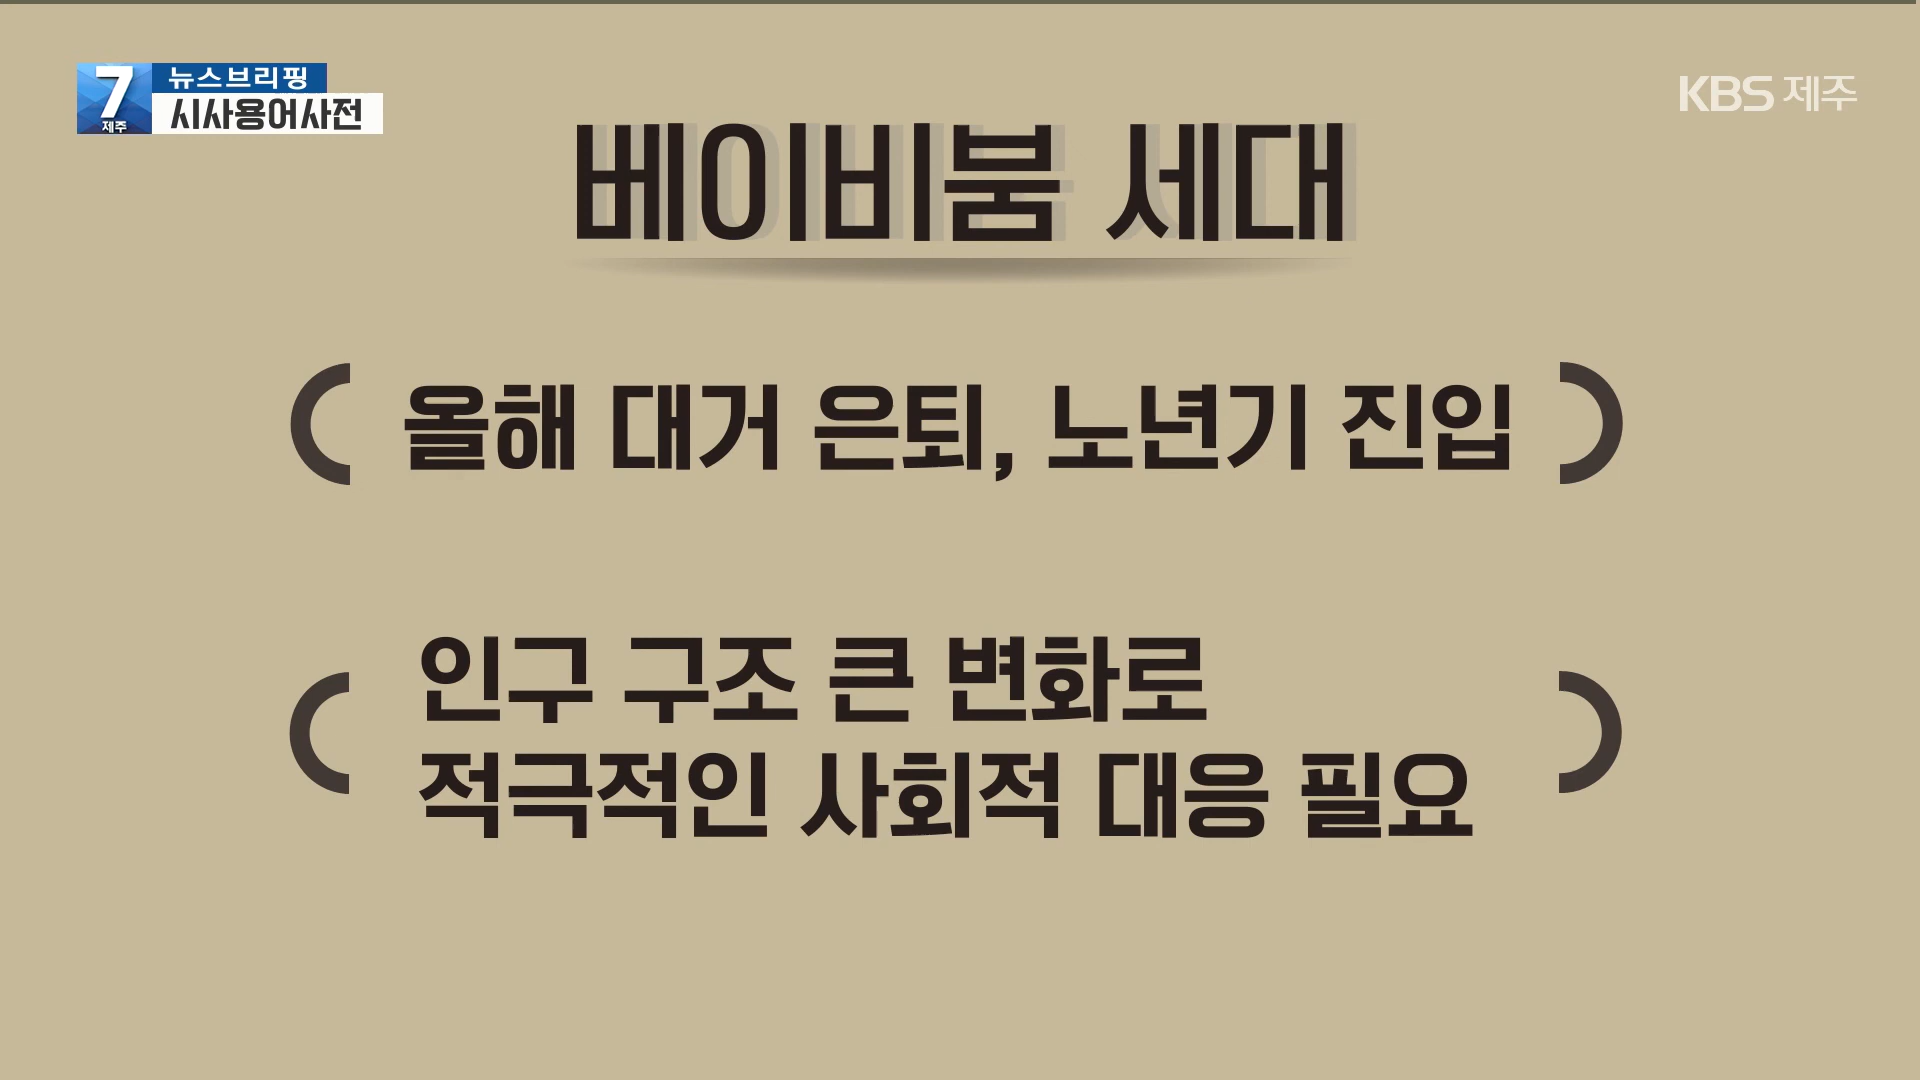 7
제주
뉴스브리핑
시사용어사전
KBS 제주
베이비붐 세대
올해 대거 은퇴, 노년기 진입
인구 구조 큰 변화로
적극적인 사회적 대응 필요